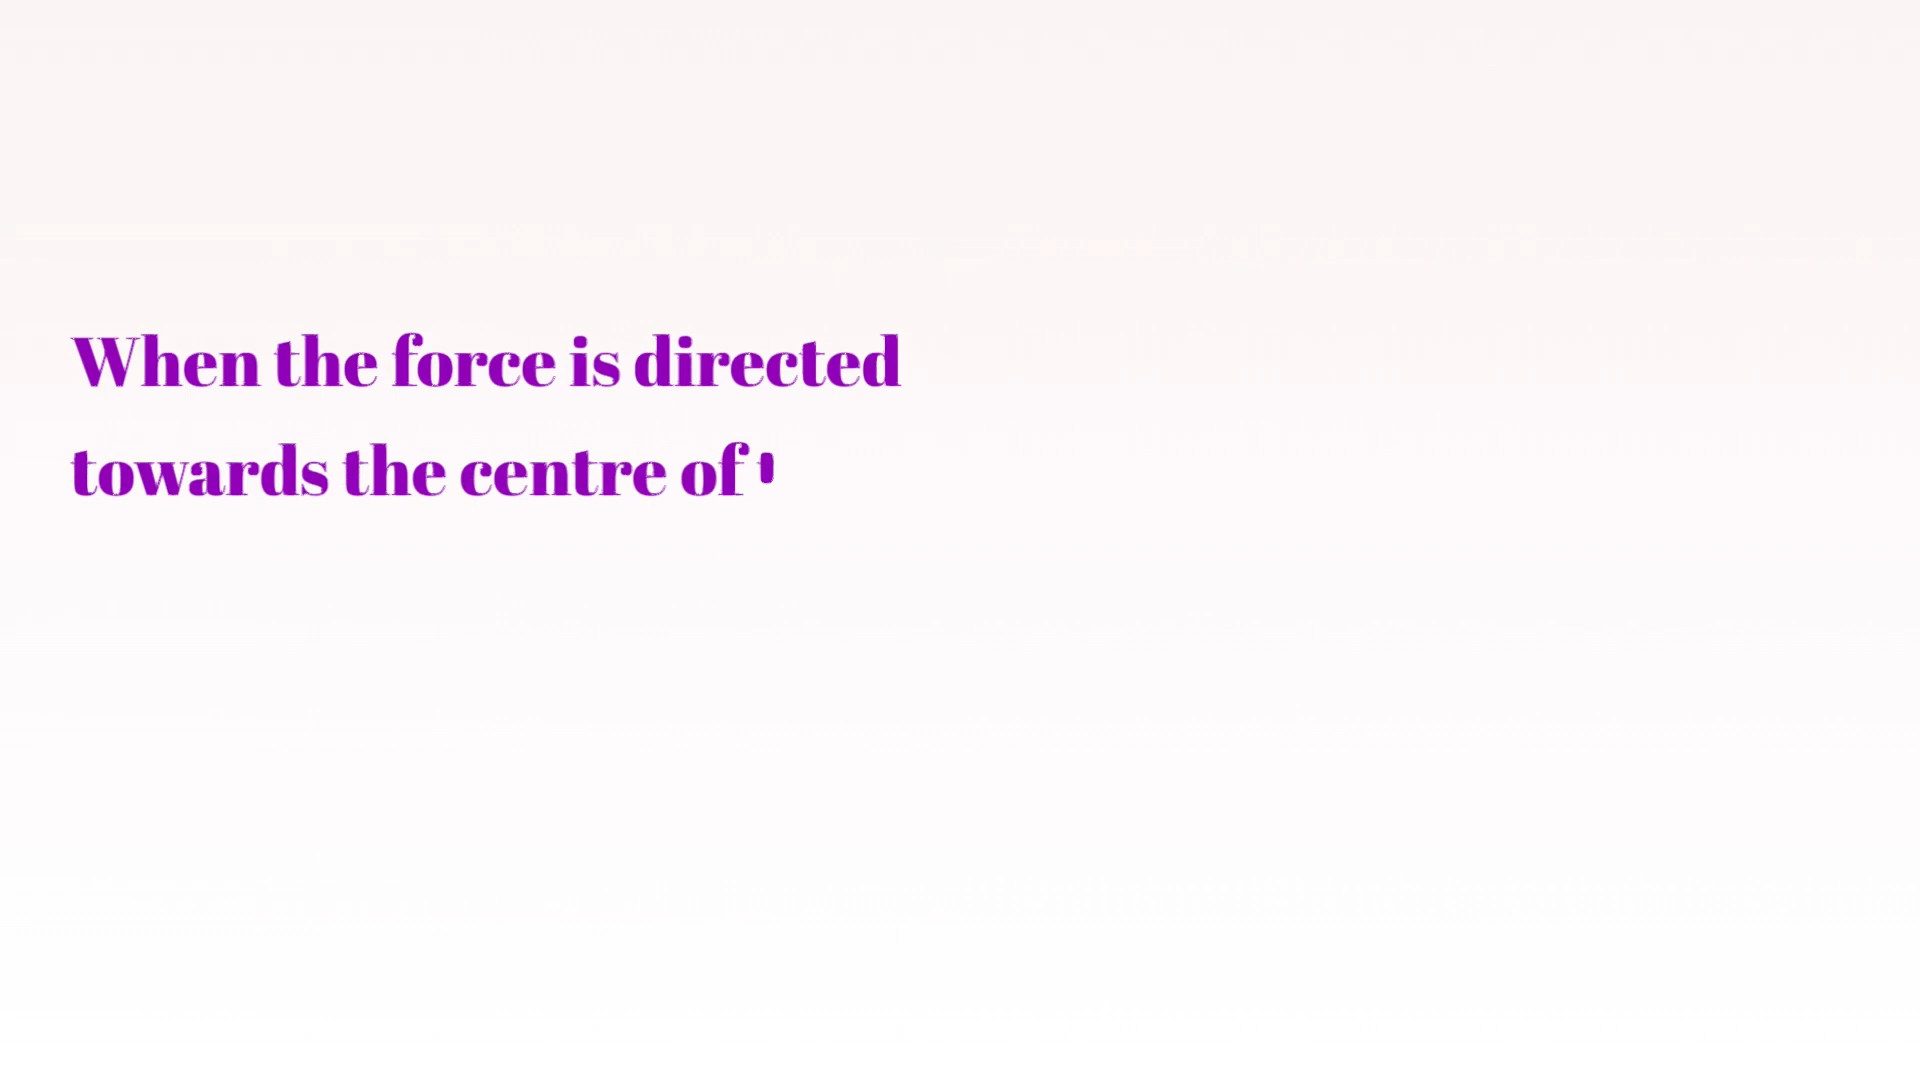 When the force is directed
towards the centre of